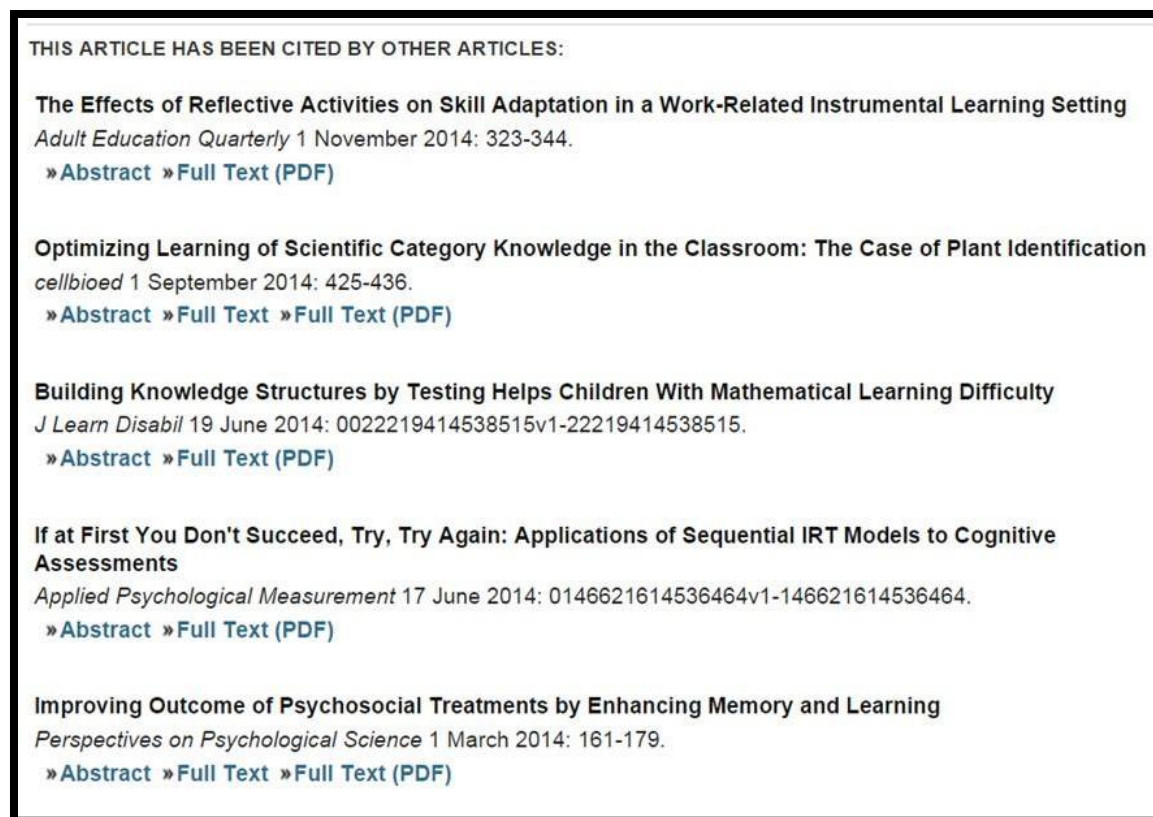 THIS ARTICLE HAS BEEN CITED BY OTHER ARTICLES:
The Effects of Reflective Activities on Skill Adaptation in a Work-Related Instrumental Learning Setting
Adult Education Quarterly 1 November 2014: 323-344.
»Abstract »Full Text (PDF)
Optimizing Learning of Scientific Category Knowledge in the Classroom: The Case of Plant Identification
cellbioed 1 September 2014: 425-436.
»Abstract »Full Text »Full Text (PDF)
Building Knowledge Structures by Testing Helps Children With Mathematical Learning Difficulty
J Learn Disabil 19 June 2014: 0022219414538515v1-22219414538515.
»Abstract »Full Text (PDF)
If at First You Don't Succeed, Try, Try Again: Applications of Sequential IRT Models to Cognitive
Assessments
Applied Psychological Measurement 17 June 2014: 0146621614536464v1-146621614536464.
»Abstract »Full Text (PDF)
Improving Outcome of Psychosocial Treatments by Enhancing Memory and Learning
Perspectives on Psychological Science 1 March 2014: 161-179.
»Abstract »Full Text »Full Text (PDF)